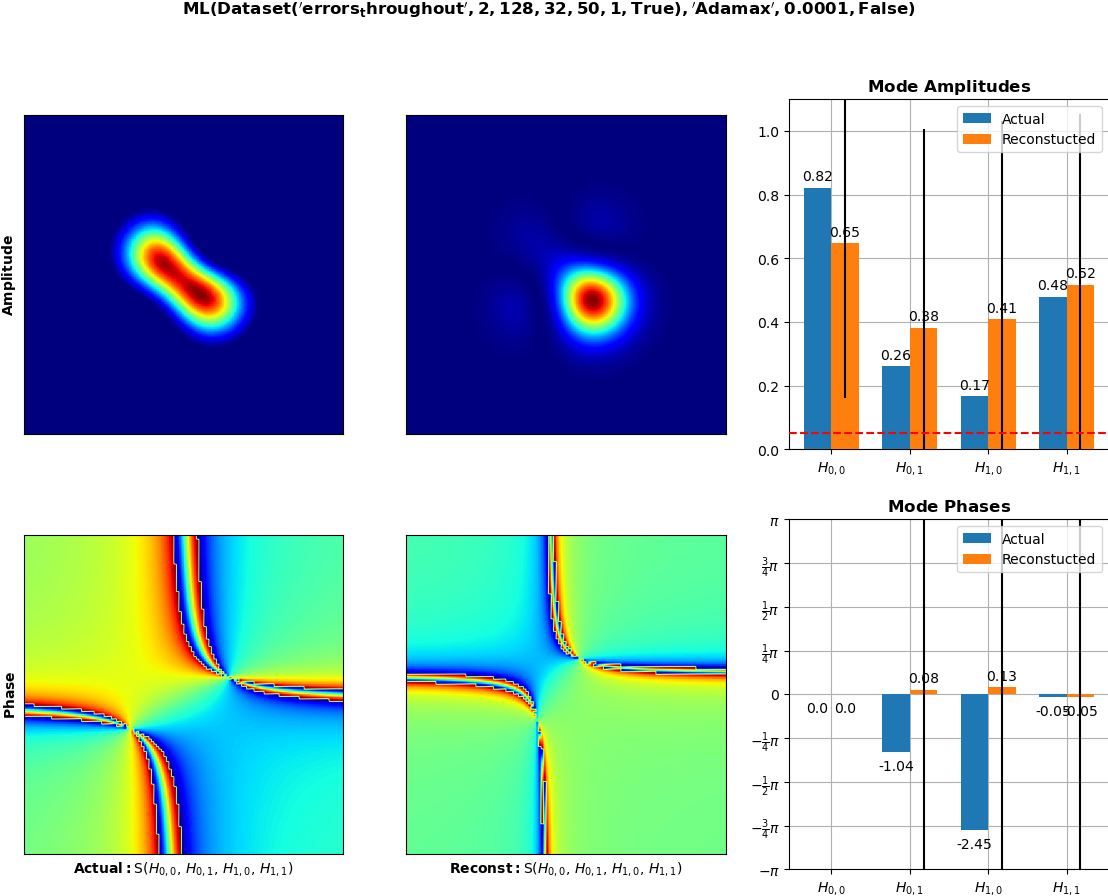 ML(Dataset(′errors_throughout′, 2, 128, 32, 50, 1, True), ′Adamax′, 0.0001, False)
Amplitude
Mode Amplitudes
Actual
Reconstucted
1.0
0.8
0.6
0.4
0.2
0.0
0.82
0.65
0.26
0.38
0.17
0.41
0.48
0.52
H0,0
H0,1
H1,0
H1,1
Phase
Actual: S(H0,0, H0,1, H1,0, H1,1)
Reconst: S(H0,0, H0,1, H1,0, H1,1)
Mode Phases
Actual
Reconstucted
π
3/4π
1/2π
1/4π
0
−1/4π
−1/2π
−3/4π
−π
0.0
0.0
-1.04
0.08
-2.45
0.13
-0.05
-0.05
H0,0
H0,1
H1,0
H1,1